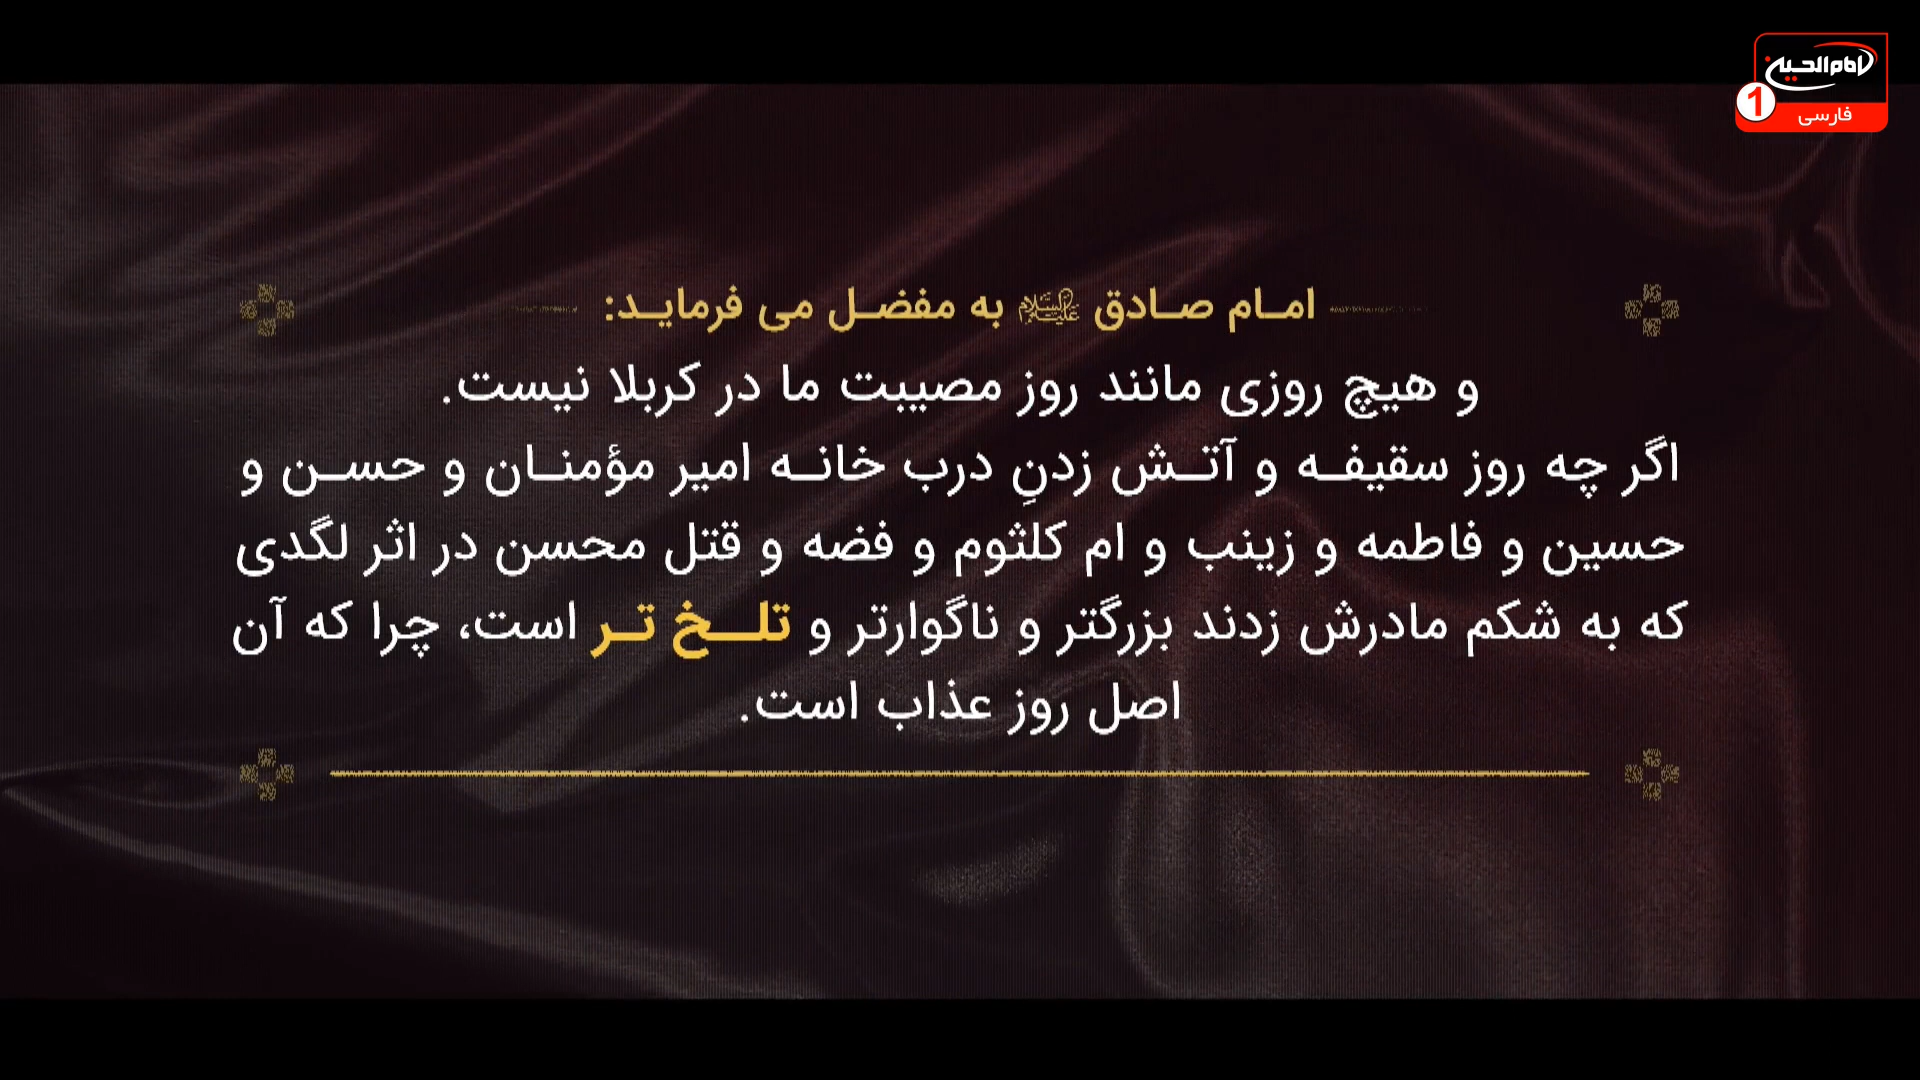 امام الحسین
1
فارسی
امـام صـادق علیه‌السلام به مفضـل می فرمایـد:
و هیچ روزی مانند روز مصیبت ما در کربلا نیست.
اگر چه روز سقیفـه و آتـش زدنِ درب خانـه امیر مؤمنـان و حسـن و
حسین و فاطمه و زینب و ام کلثوم و فضه و قتل محسن در اثر لگدی
که به شکم مادرش زدند بزرگتر و ناگوارتر و تلـخ تـر است، چرا که آن
اصل روز عذاب است.